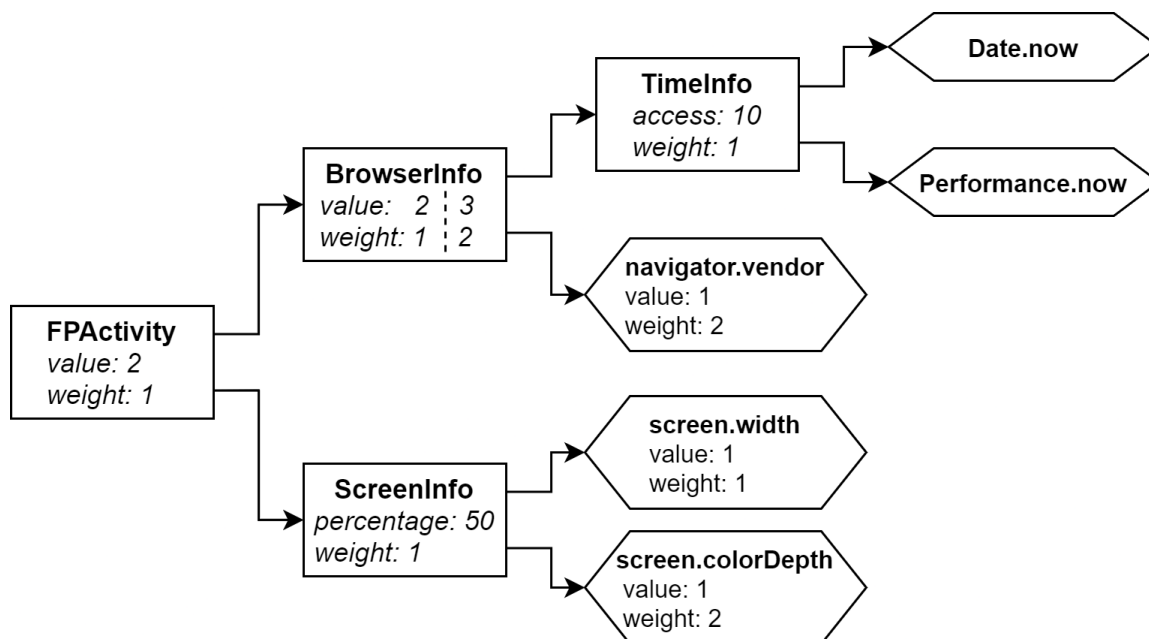 Date.now
TimeInfo
access: 10
weight: 1
Performance.now
BrowserInfo
value: 2 3
weight: 1 2
navigator.vendor
value: 1
weight: 2
FPActivity
value: 2
weight: 1
screen.width
value: 1
weight: 1
ScreenInfo
percentage: 50
weight: 1
screen.colorDepth
value: 1
weight: 2